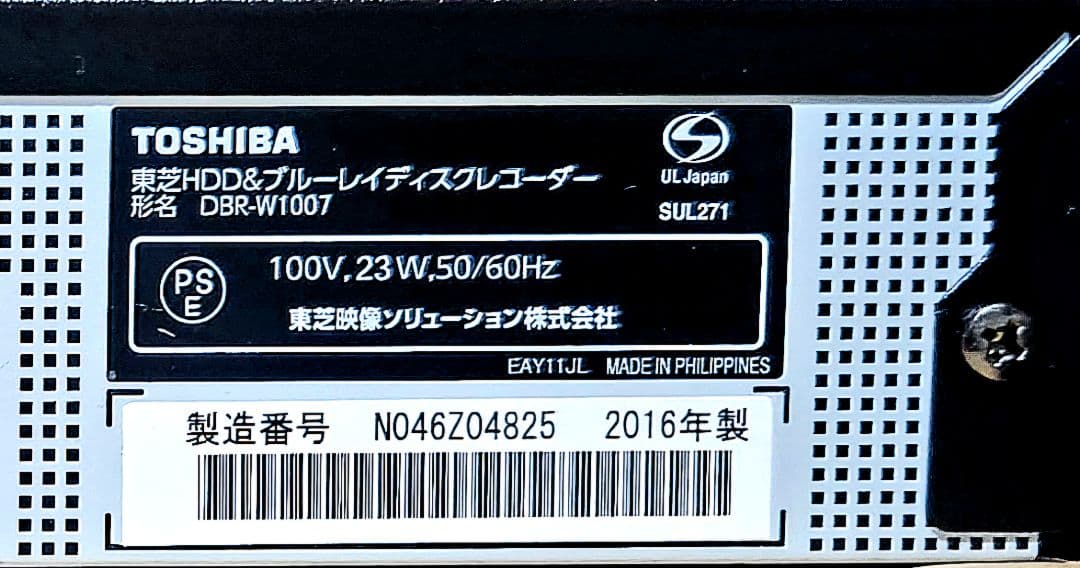 TOSHIBA
東芝HDD&ブルーレイディスクレコーダー
形名 DBR-W1007
UL Japan
SUL271
PS
E
100V,23W,50/60Hz
東芝映像ソリューション株式会社
EAY11JL MADE IN PHILIPPINES
製造番号 N046Z04825 2016年製